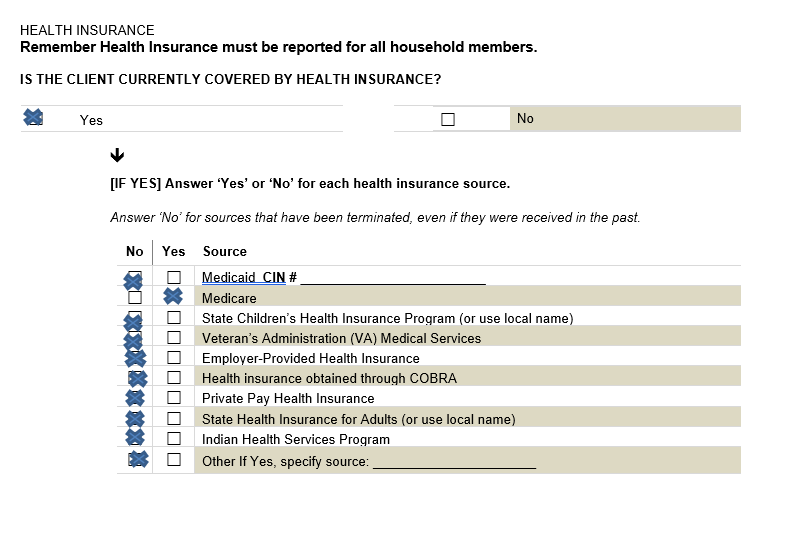 HEALTH INSURANCE
Remember Health Insurance must be reported for all household members.
IS THE CLIENT CURRENTLY COVERED BY HEALTH INSURANCE?
Yes No
[IF YES] Answer ‘Yes’ or ‘No’ for each health insurance source.
Answer ‘No’ for sources that have been terminated, even if they were received in the past.
No Yes Source
Medicaid CIN # ____________________
Medicare
State Children’s Health Insurance Program (or use local name)
Veteran’s Administration (VA) Medical Services
Employer-Provided Health Insurance
Health insurance obtained through COBRA
Private Pay Health Insurance
State Health Insurance for Adults (or use local name)
Indian Health Services Program
Other If Yes, specify source: ____________________